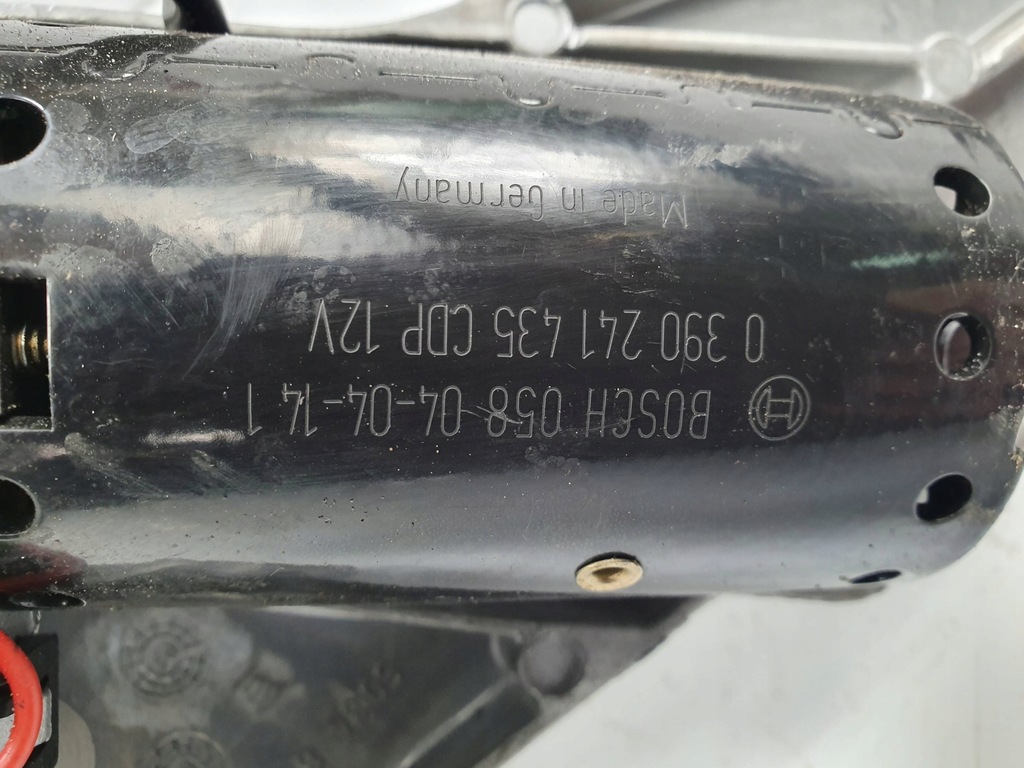 BOSCH 058 04-04-14 1
0 390 241 435 CDP 12V
Made in Germany